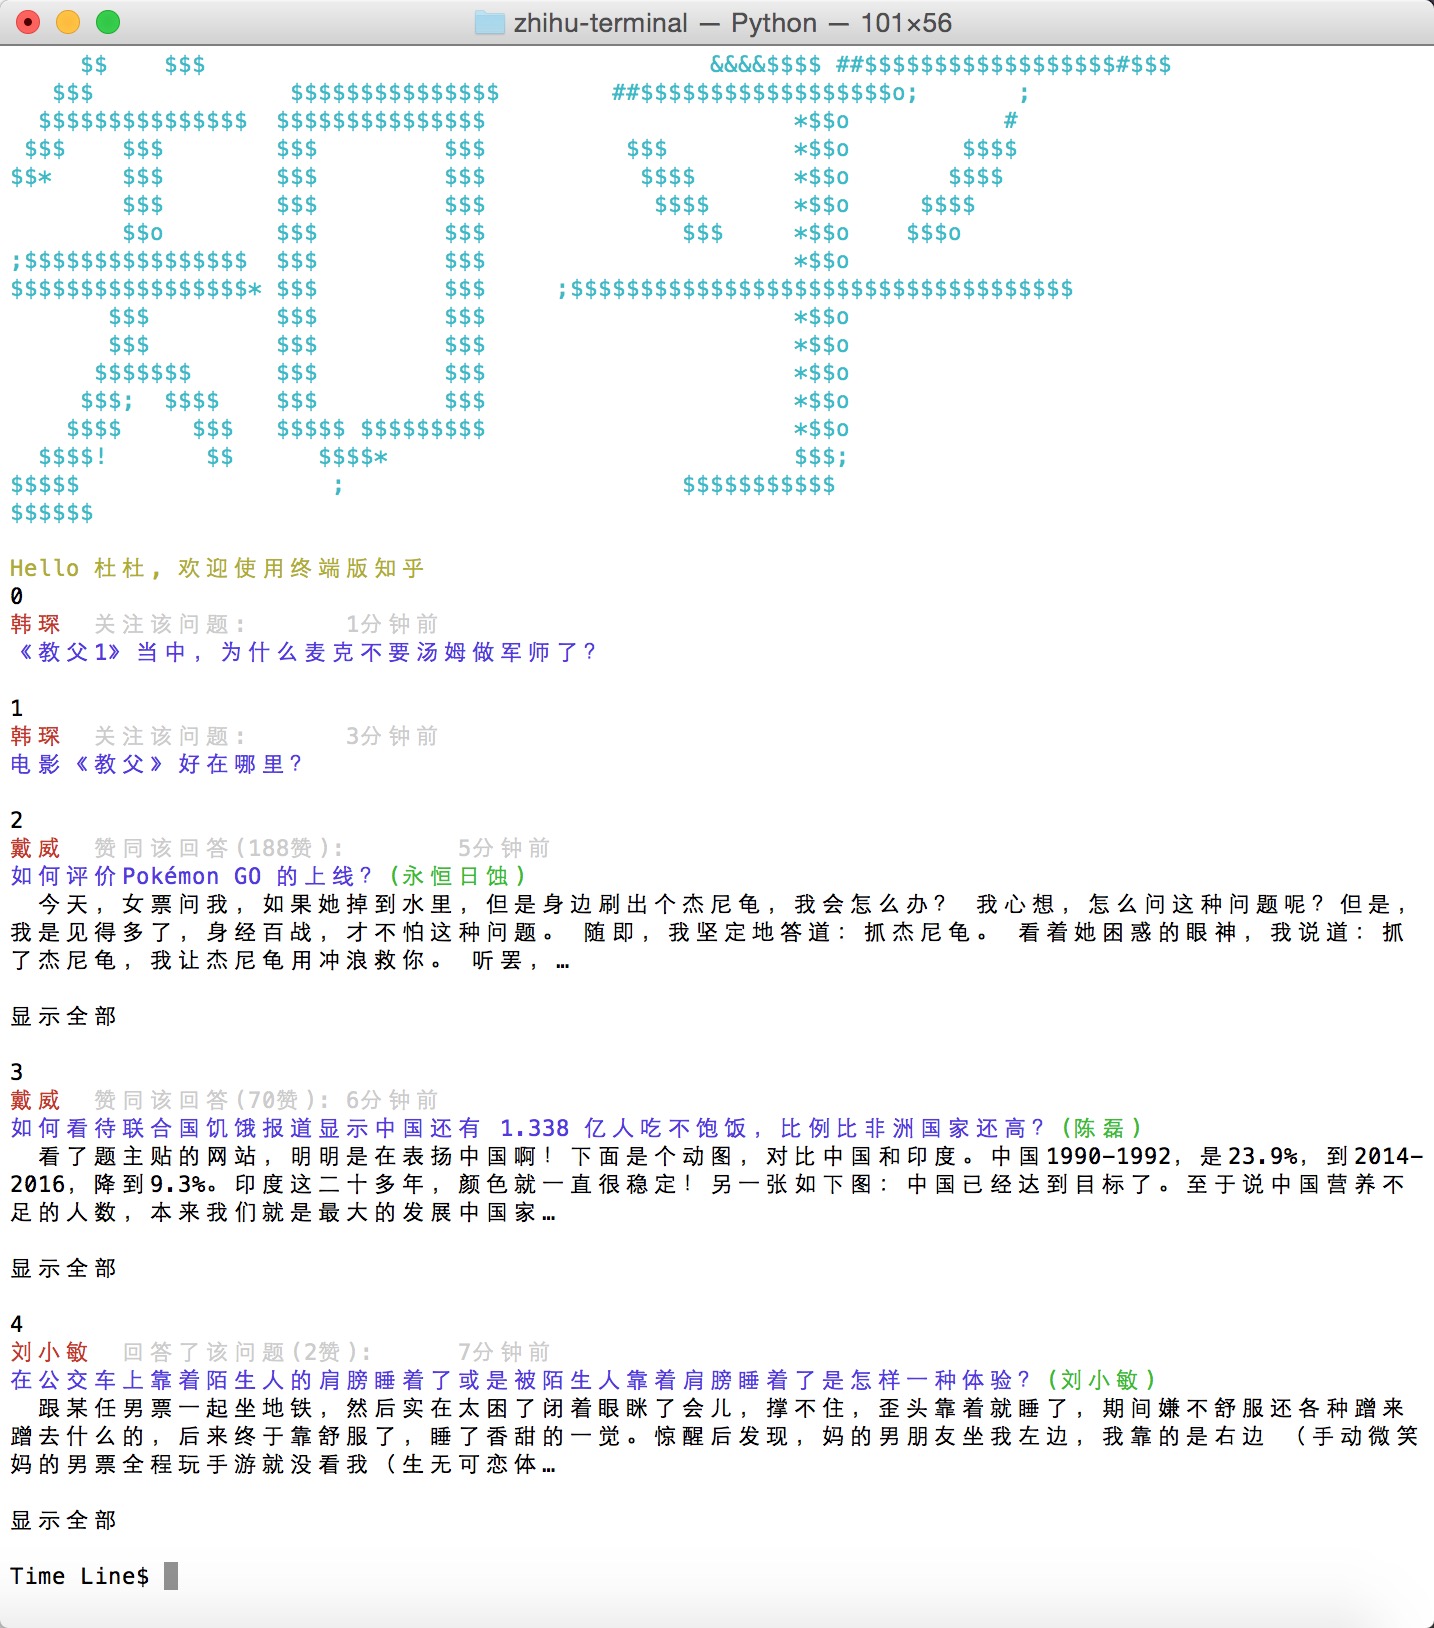 zhihu-terminal — Python — 101×56
     $$    $$$                                    &&&&$$$$ ##$$$$$$$$$$$$$$$$$$#$$$
   $$$              $$$$$$$$$$$$$$$        ##$$$$$$$$$$$$$$$$$$o;       ;
  $$$$$$$$$$$$$$$  $$$$$$$$$$$$$$$                      *$$o           #
 $$$    $$$        $$$         $$$          $$$         *$$o        $$$$
$$*     $$$        $$$         $$$           $$$$       *$$o       $$$$
        $$$        $$$         $$$            $$$$      *$$o     $$$$
        $$o        $$$         $$$              $$$     *$$o    $$$o
;$$$$$$$$$$$$$$$$  $$$         $$$                      *$$o
$$$$$$$$$$$$$$$$$* $$$         $$$     ;$$$$$$$$$$$$$$$$$$$$$$$$$$$$$$$$$$$$
       $$$         $$$         $$$                      *$$o
       $$$         $$$         $$$                      *$$o
      $$$$$$$      $$$         $$$                      *$$o
     $$$;  $$$$    $$$         $$$                      *$$o
    $$$$     $$$   $$$$$ $$$$$$$$$                      *$$o
  $$$$!       $$      $$$$*                             $$$;
$$$$$                  ;                        $$$$$$$$$$$
$$$$$$
Hello 杜杜, 欢迎使用终端版知乎
0
韩琛 关注该问题: 1分钟前
《教父1》当中，为什么麦克不要汤姆做军师了？
1
韩琛 关注该问题: 3分钟前
电影《教父》好在哪里？
2
戴威 赞同该回答(188赞): 5分钟前
如何评价Pokémon GO 的上线？(永恒日蚀)
今天，女票问我，如果她掉到水里，但是身边刷出个杰尼龟，我会怎么办？ 我心想，怎么问这种问题呢？但是，
我是见得多了，身经百战，才不怕这种问题。 随即，我坚定地答道：抓杰尼龟。 看着她困惑的眼神，我说道：抓
了杰尼龟，我让杰尼龟用冲浪救你。 听罢，…
显示全部
3
戴威 赞同该回答(70赞): 6分钟前
如何看待联合国饥饿报道显示中国还有 1.338 亿人吃不饱饭，比例比非洲国家还高？(陈磊)
看了题主贴的网站，明明是在表扬中国啊！下面是个动图，对比中国和印度。中国1990-1992，是23.9%，到2014-
2016，降到9.3%。印度这二十多年，颜色就一直很稳定！另一张如下图：中国已经达到目标了。至于说中国营养不
足的人数，本来我们就是最大的发展中国家…
显示全部
4
刘小敏 回答了该问题(2赞): 7分钟前
在公交车上靠着陌生人的肩膀睡着了或是被陌生人靠着肩膀睡着了是怎样一种体验？(刘小敏)
跟某任男票一起坐地铁，然后实在太困了闭着眼眯了会儿，撑不住，歪头靠着就睡了，期间嫌不舒服还各种蹭来
蹭去什么的，后来终于靠舒服了，睡了香甜的一觉。惊醒后发现，妈的男朋友坐我左边，我靠的是右边 （手动微笑
妈的男票全程玩手游就没看我（生无可恋体…
显示全部
Time Line$